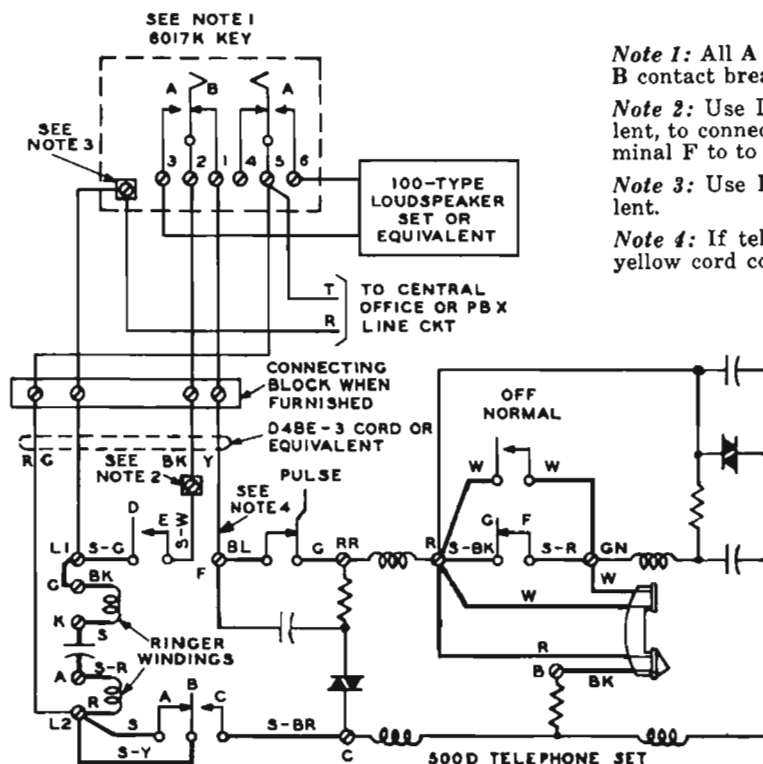 SEE NOTE 1
6017K KEY
A
B
A
SEE
NOTE 3
3
2
1
4
5
6
100-TYPE
LOUDSPEAKER
SET OR
EQUIVALENT
T
R
TO CENTRAL
OFFICE OR PBX
LINE CKT
Note 1: All A
B contact brea
Note 2: Use
lent, to connec
minal F to to
Note 3: Use
lent.
Note 4: If tel
yellow cord co
CONNECTING
BLOCK WHEN
FURNISHED
D4BE-3 CORD OR
EQUIVALENT
R G
BK Y
SEE
NOTE 2
SEE
NOTE 4
PULSE
OFF
NORMAL
W
W
D
E
S-W
L1
S-G
F
BL
G
RR
R
S-BK
G
F
S-R
GN
G
BK
K
S
RINGER
WINDINGS
A
S-R
R
L2
S
A
B
C
S-Y
S-BR
C
W
W
R
B
BK
500D TELEPHONE SET